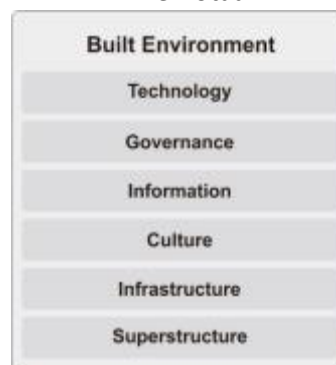 Built Environment
Technology
Governance
Information
Culture
Infrastructure
Superstructure